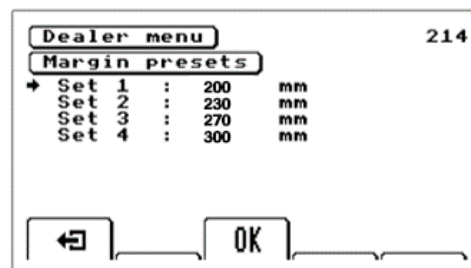 Dealer menu 214
Margin presets
Set 1 : 200 mm
Set 2 : 230 mm
Set 3 : 270 mm
Set 4 : 300 mm
OK